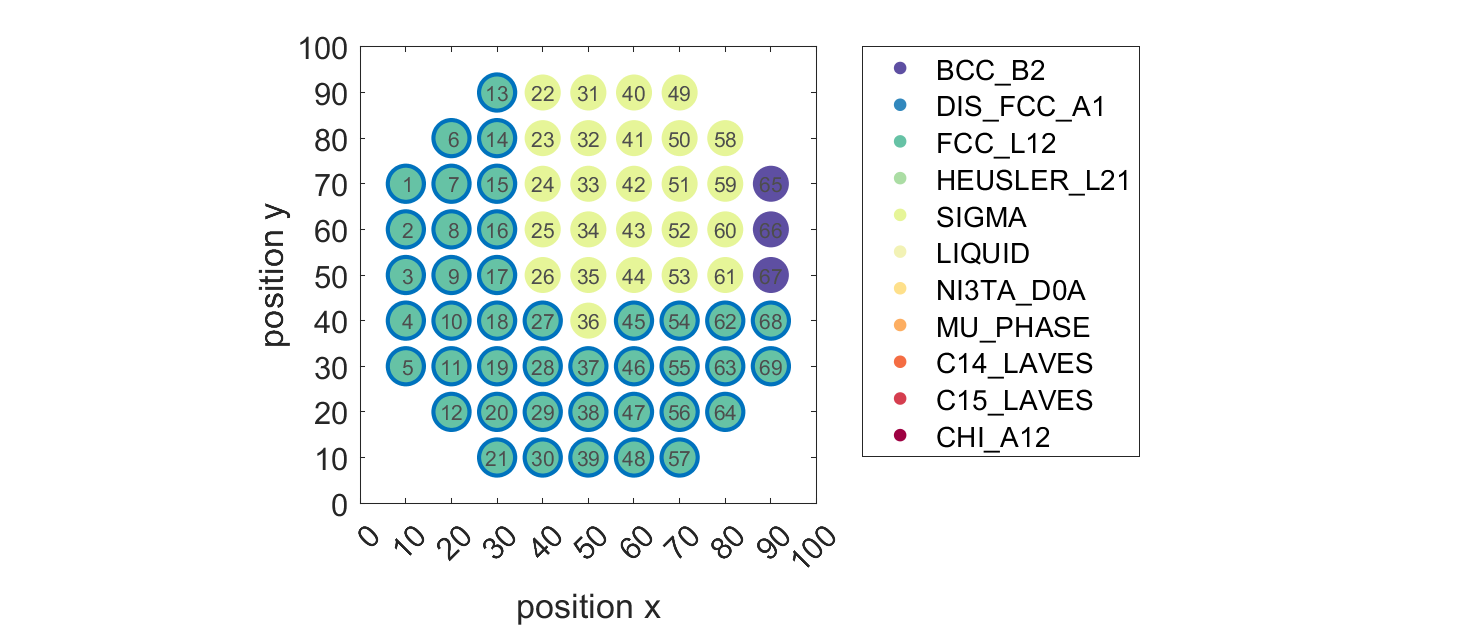 100
90
80
70
60
50
40
30
20
10
0
position y
13 22 31 40 49
6 14 23 32 41 50 58
1 7 15 24 33 42 51 59 65
2 8 16 25 34 43 52 60 66
3 9 17 26 35 44 53 61 67
4 10 18 27 36 45 54 62 68
5 11 19 28 37 46 55 63 69
12 20 29 38 47 56 64
21 30 39 48 57
0 10 20 30 40 50 60 70 80 90 100
position x
BCC_B2
DIS_FCC_A1
FCC_L12
HEUSLER_L21
SIGMA
LIQUID
NI3TA_D0A
MU_PHASE
C14_LAVES
C15_LAVES
CHI_A12